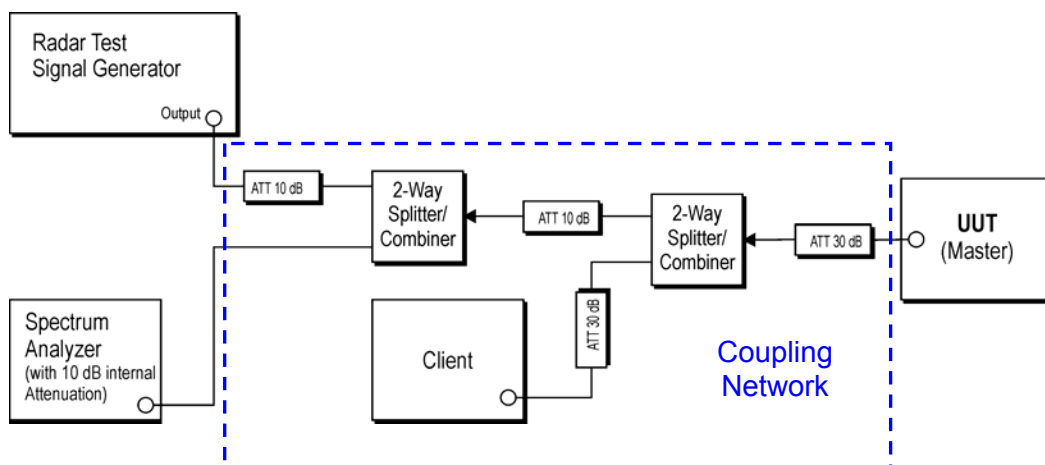 Radar Test
Signal Generator
Output
ATT 10 dB
2-Way
Splitter/
Combiner
ATT 10 dB
2-Way
Splitter/
Combiner
ATT 30 dB
UUT
(Master)
Spectrum
Analyzer
(with 10 dB internal
Attenuation)
Client
ATT 30 dB
Coupling
Network